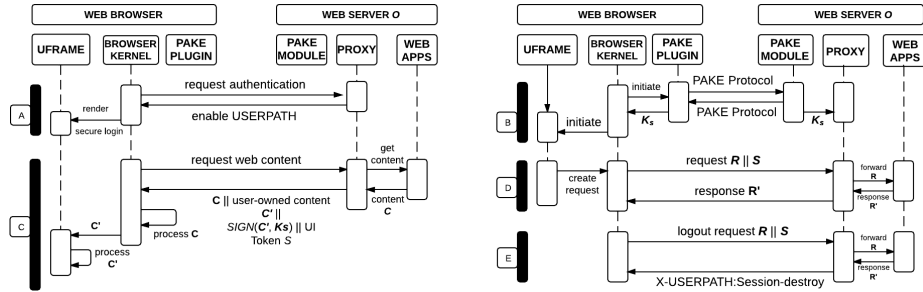 WEB BROWSER
WEB SERVER O
UFRAME
BROWSER
KERNEL
PAKE
PLUGIN
PAKE
MODULE
PROXY
WEB
APPS
A
request authentication
enable USERPATH
render
secure login
C
request web content
get
content
content
C
C || user-owned content
C' ||
SIGN(C', Ks) || UI
Token S
process C
C'
process
C'
WEB BROWSER
WEB SERVER O
UFRAME
BROWSER
KERNEL
PAKE
PLUGIN
PAKE
MODULE
PROXY
WEB
APPS
B
initiate
PAKE Protocol
PAKE Protocol
Ks
Ks
initiate
D
create
request
request R || S
response R'
forward
R
response
R'
E
logout request R || S
forward
R
response
R'
X-USERPATH:Session-destroy